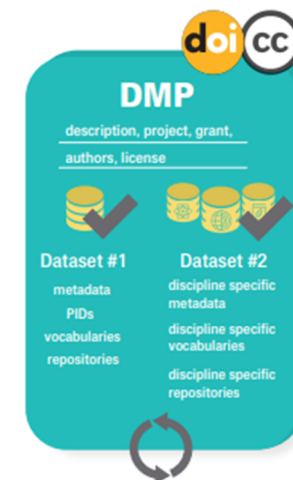 doi cc
DMP
description, project, grant,
authors, license
Dataset #1
metadata
PIDs
vocabularies
repositories
Dataset #2
discipline specific
metadata
discipline specific
vocabularies
discipline specific
repositories